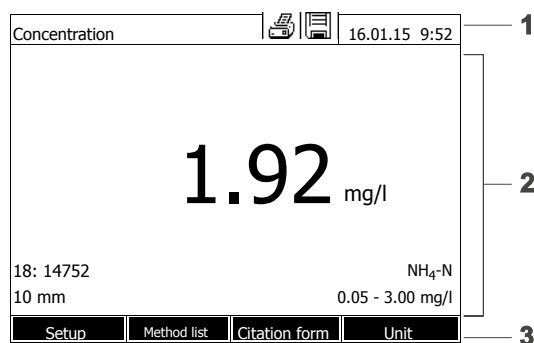 Concentration 16.01.15 9:52 1
1.92 mg/l
2
18: 14752 NH₄-N
10 mm 0.05 - 3.00 mg/l
Setup Method list Citation form Unit 3